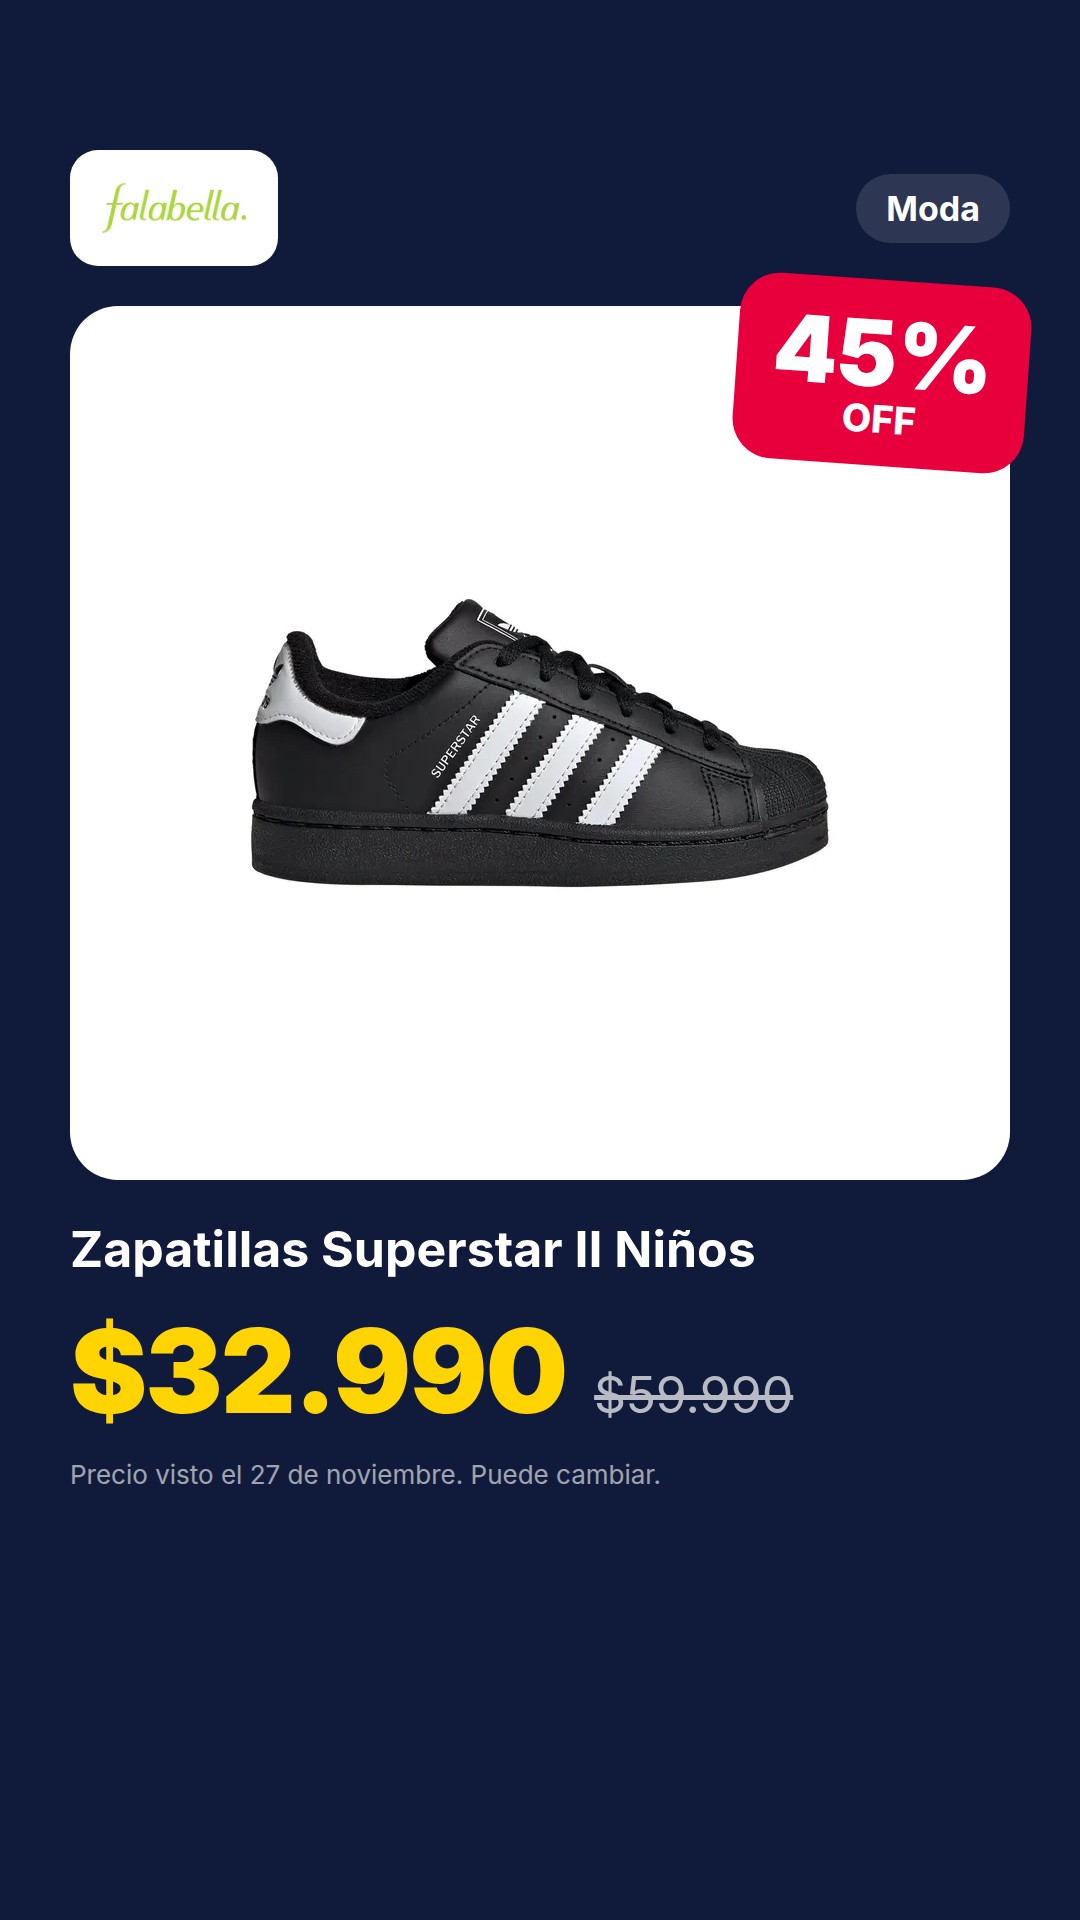 falabella.
Moda
45%
OFF
SUPERSTAR
Zapatillas Superstar II Niños
$32.990 $59.990
Precio visto el 27 de noviembre. Puede cambiar.